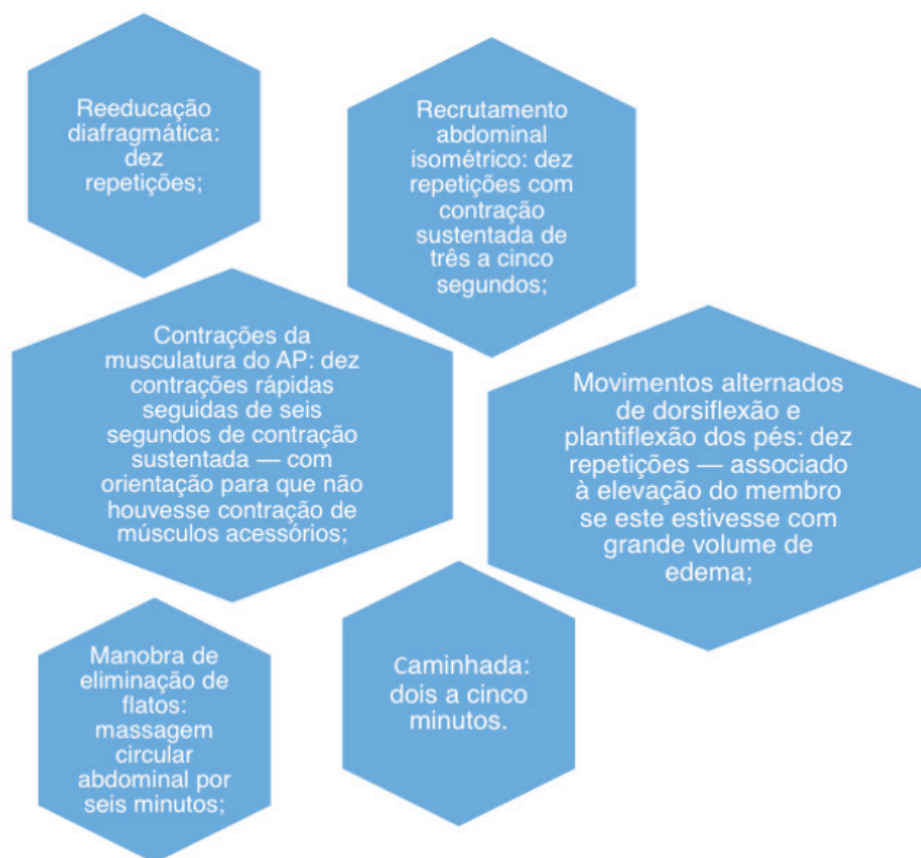 Reeducação
diafragmática:
dez
repetições;
Recrutamento
abdominal
isométrico: dez
repetições com
contração
sustentada de
três a cinco
segundos;
Contrações da
musculatura do AP: dez
contrações rápidas
seguidas de seis
segundos de contração
sustentada — com
orientação para que não
houvesse contração de
músculos acessórios;
Movimentos alternados
de dorsiflexão e
plantiflexão dos pés: dez
repetições — associado
à elevação do membro
se este estivesse com
grande volume de
edema;
Manobra de
eliminação de
flatos:
massagem
circular
abdominal por
seis minutos;
Caminhada:
dois a cinco
minutos.